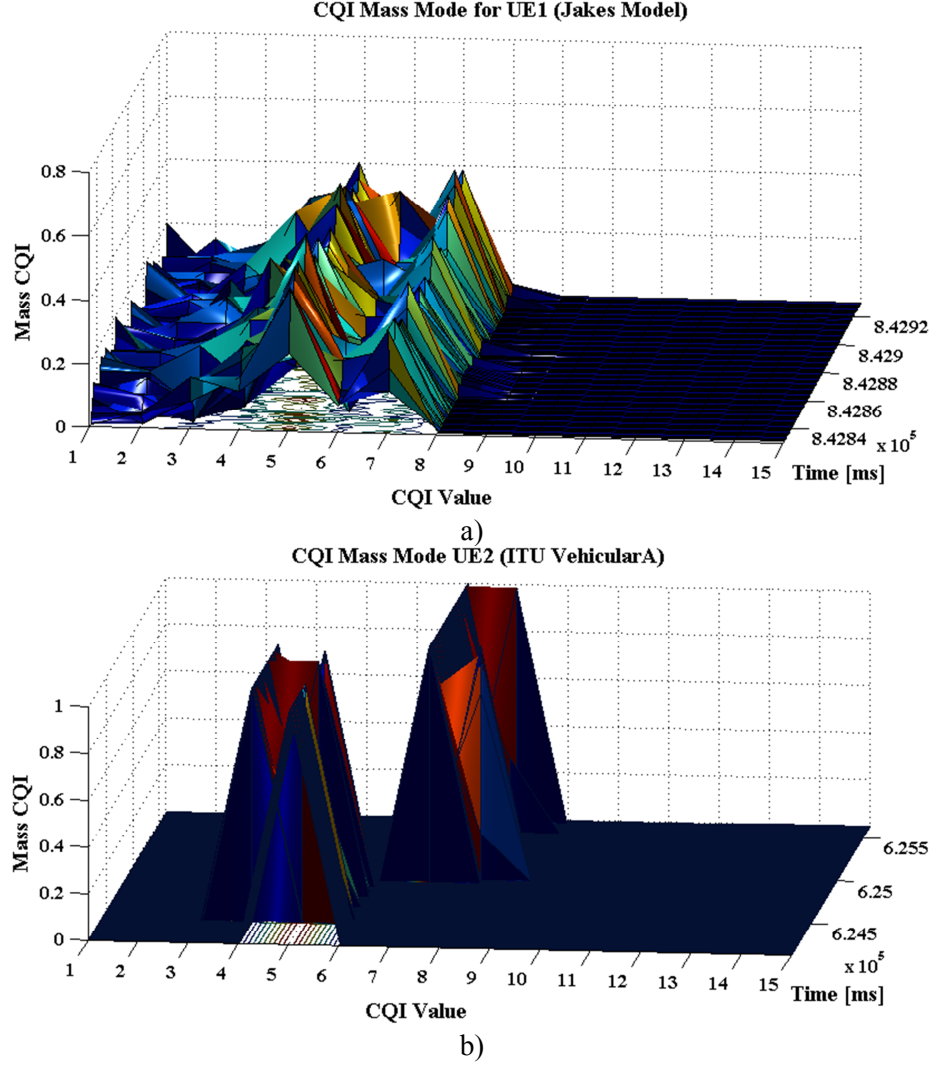 CQI Mass Mode for UE1 (Jakes Model)
0.8
0.6
0.4
0.2
0
Mass CQI
1 2 3 4 5 6 7 8 9 10 11 12 13 14 15
CQI Value
8.4292
8.429
8.4288
8.4286
8.4284
x 10^5
Time [ms]
a)
CQI Mass Mode UE2 (ITU VehicularA)
1
0.8
0.6
0.4
0.2
0
Mass CQI
1 2 3 4 5 6 7 8 9 10 11 12 13 14 15
CQI Value
6.255
6.25
6.245
x 10^5
Time [ms]
b)